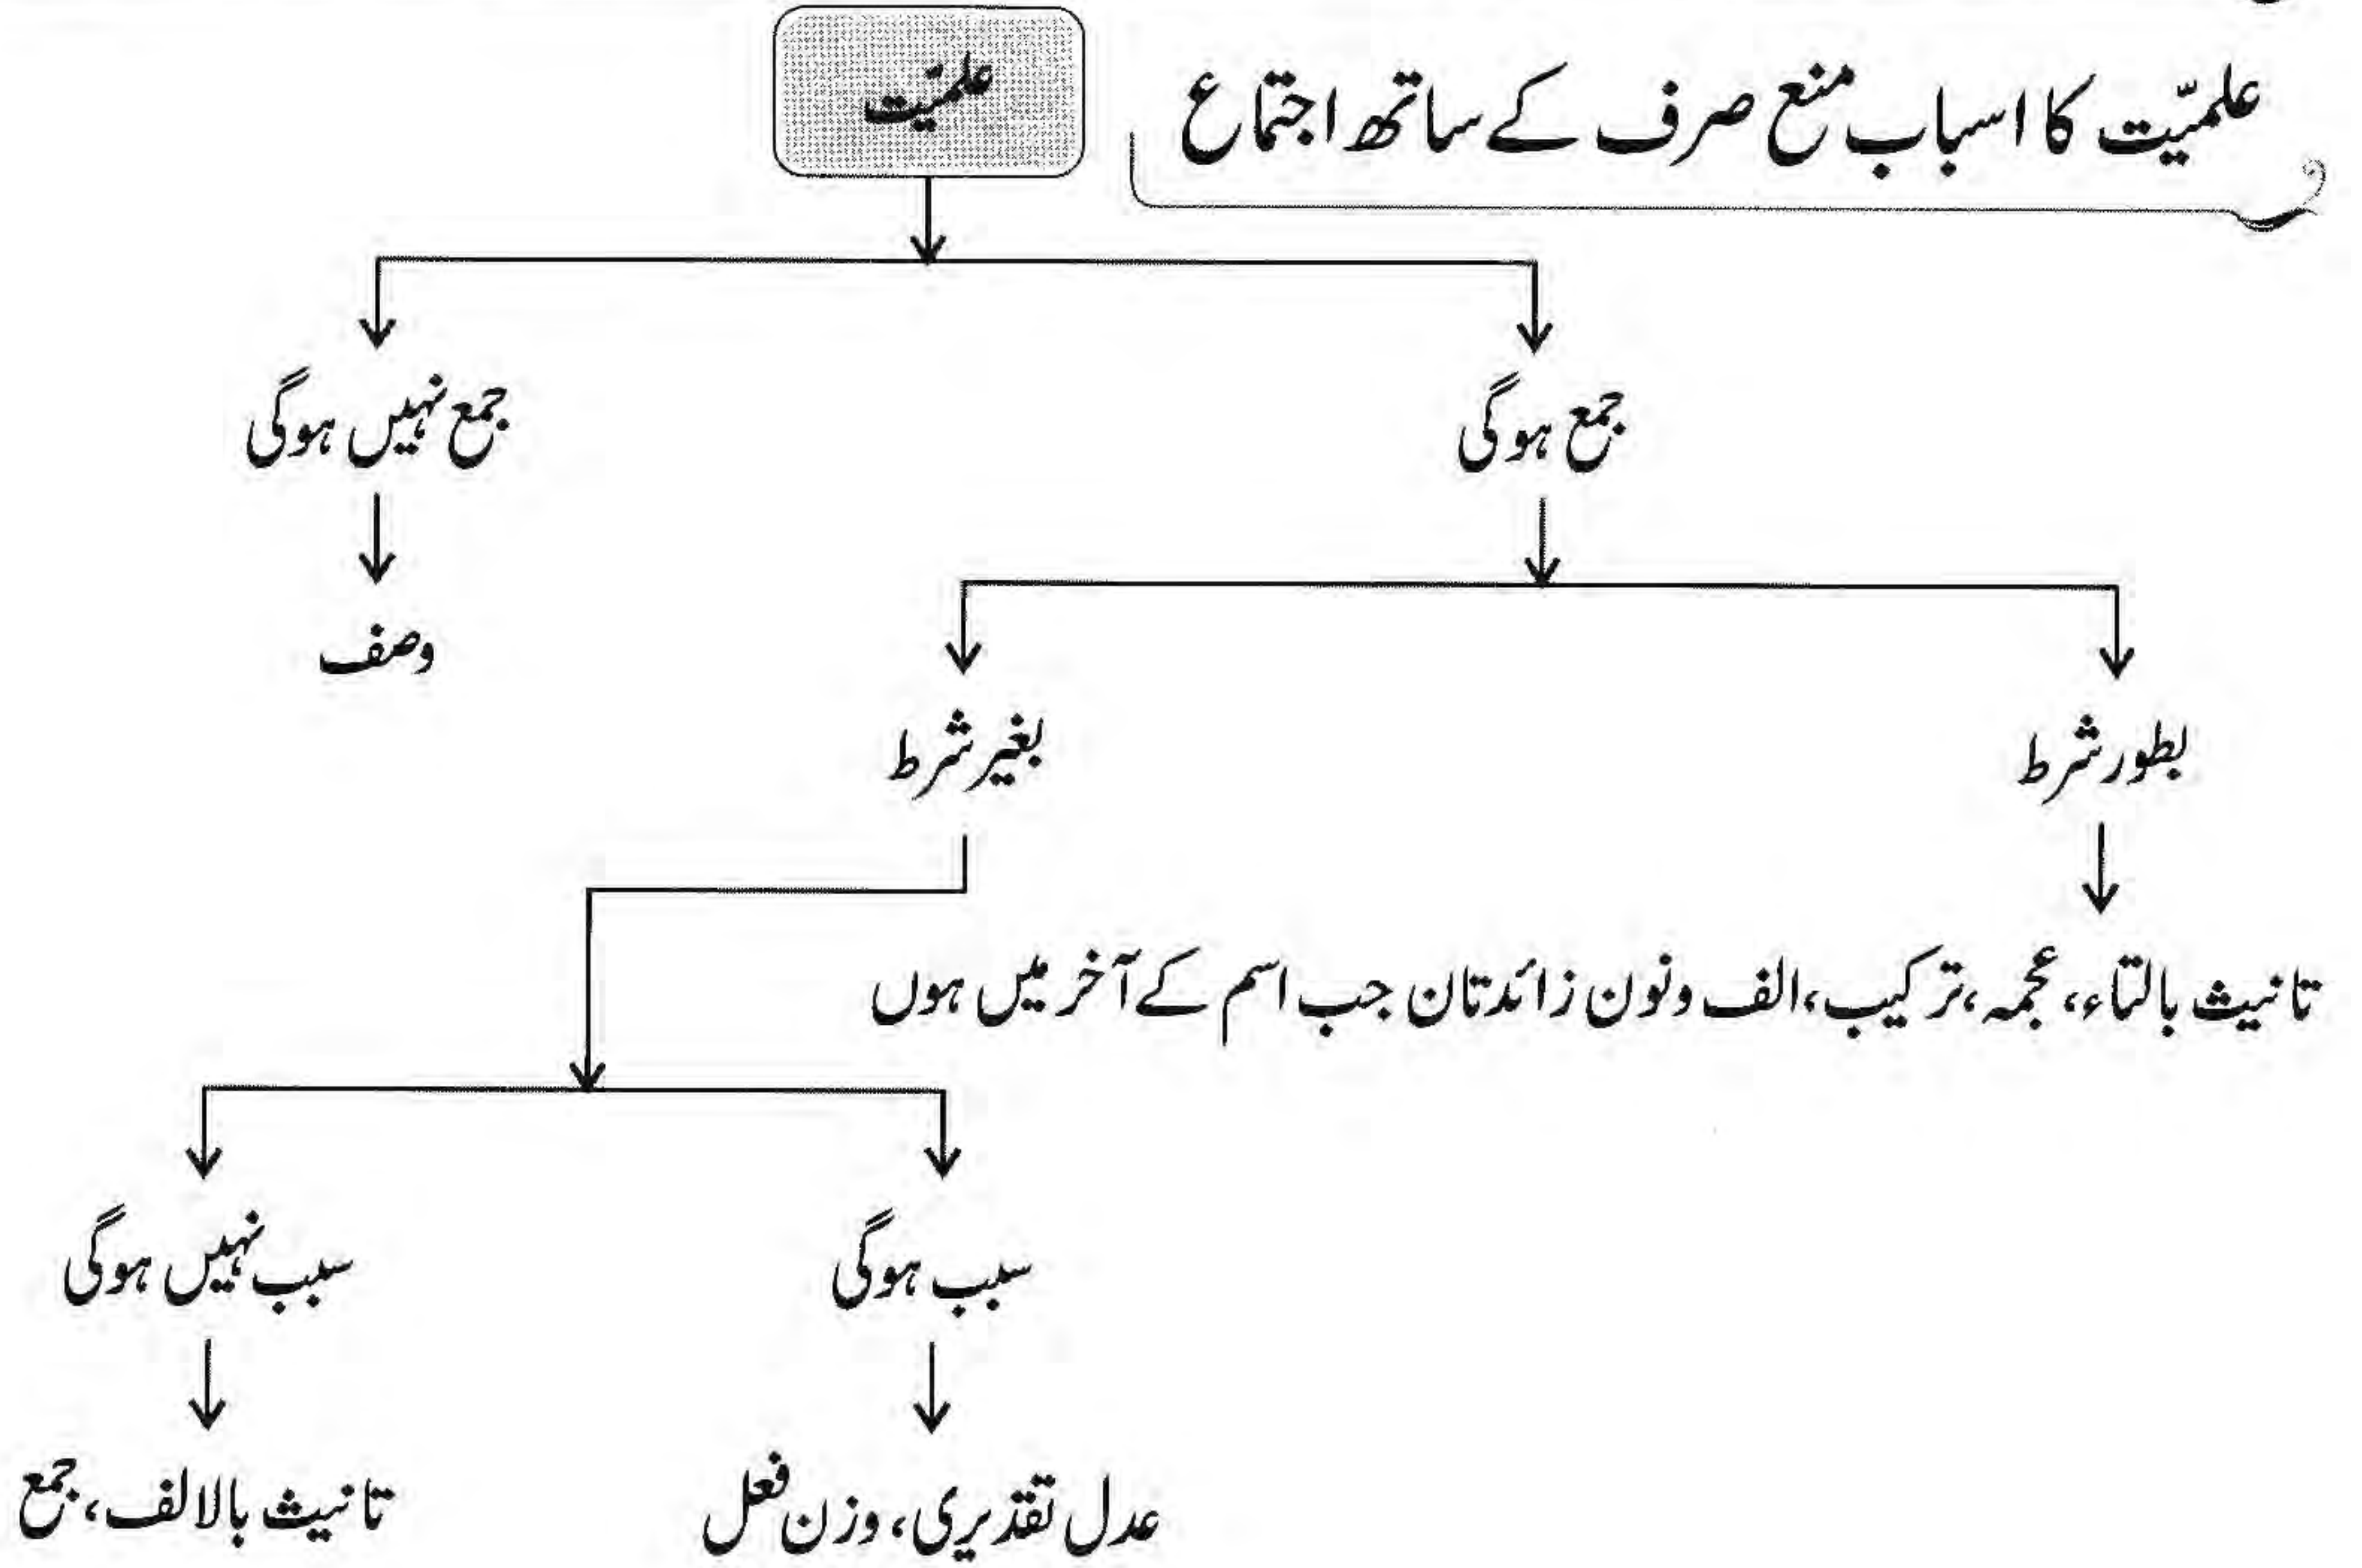 علمیّت کا اسباب منع صرف کے ساتھ اجتماع
علمیّت
جمع ہوگی
جمع نہیں ہوگی
وصف
بطور شرط
بغیر شرط
تانیث بالتاء، عجمہ، ترکیب، الف ونون زائدتان جب اسم کے آخر میں ہوں
سبب ہوگی
سبب نہیں ہوگی
عدل تقدیری، وزن فعل
تانیث بالالف، جمع